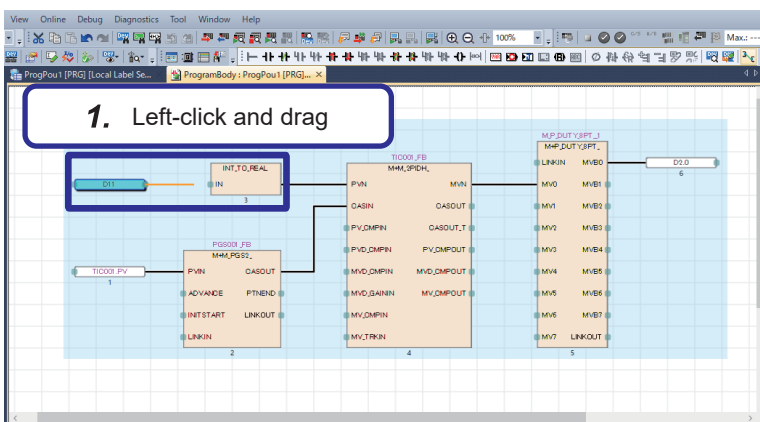 View Online Debug Diagnostics Tool Window Help
100%
Max.: ---
ProgPou1 [PRG] [Local Label Se...
ProgramBody : ProgPou1 [PRG]...
1. Left-click and drag
DI1
INT_TO_REAL
IN
3
TIC001_FB
M+M_2PIDH_
PVN MVN
CASIN CASOUT
PV_CMPIN CASOUT_T
PVD_CMPIN PV_CMPOUT
MVD_CMPIN MVD_CMPOUT
MVD_GAININ MV_CMPOUT
MV_CMPIN
MV_TRKIN
4
M_P_DUTY_8PT_1
M+P_DUTY_8PT_
LINKIN MVB0
MV0 MVB1
MV1 MVB2
MV2 MVB3
MV3 MVB4
MV4 MVB5
MV5 MVB6
MV6 MVB7
MV7 LINKOUT
5
D2.0
6
TIC001.PV
1
PGS001_FB
M+M_PGS2_
PVIN CASOUT
ADVANCE PTNEND
INITSTART LINKOUT
LINKIN
2